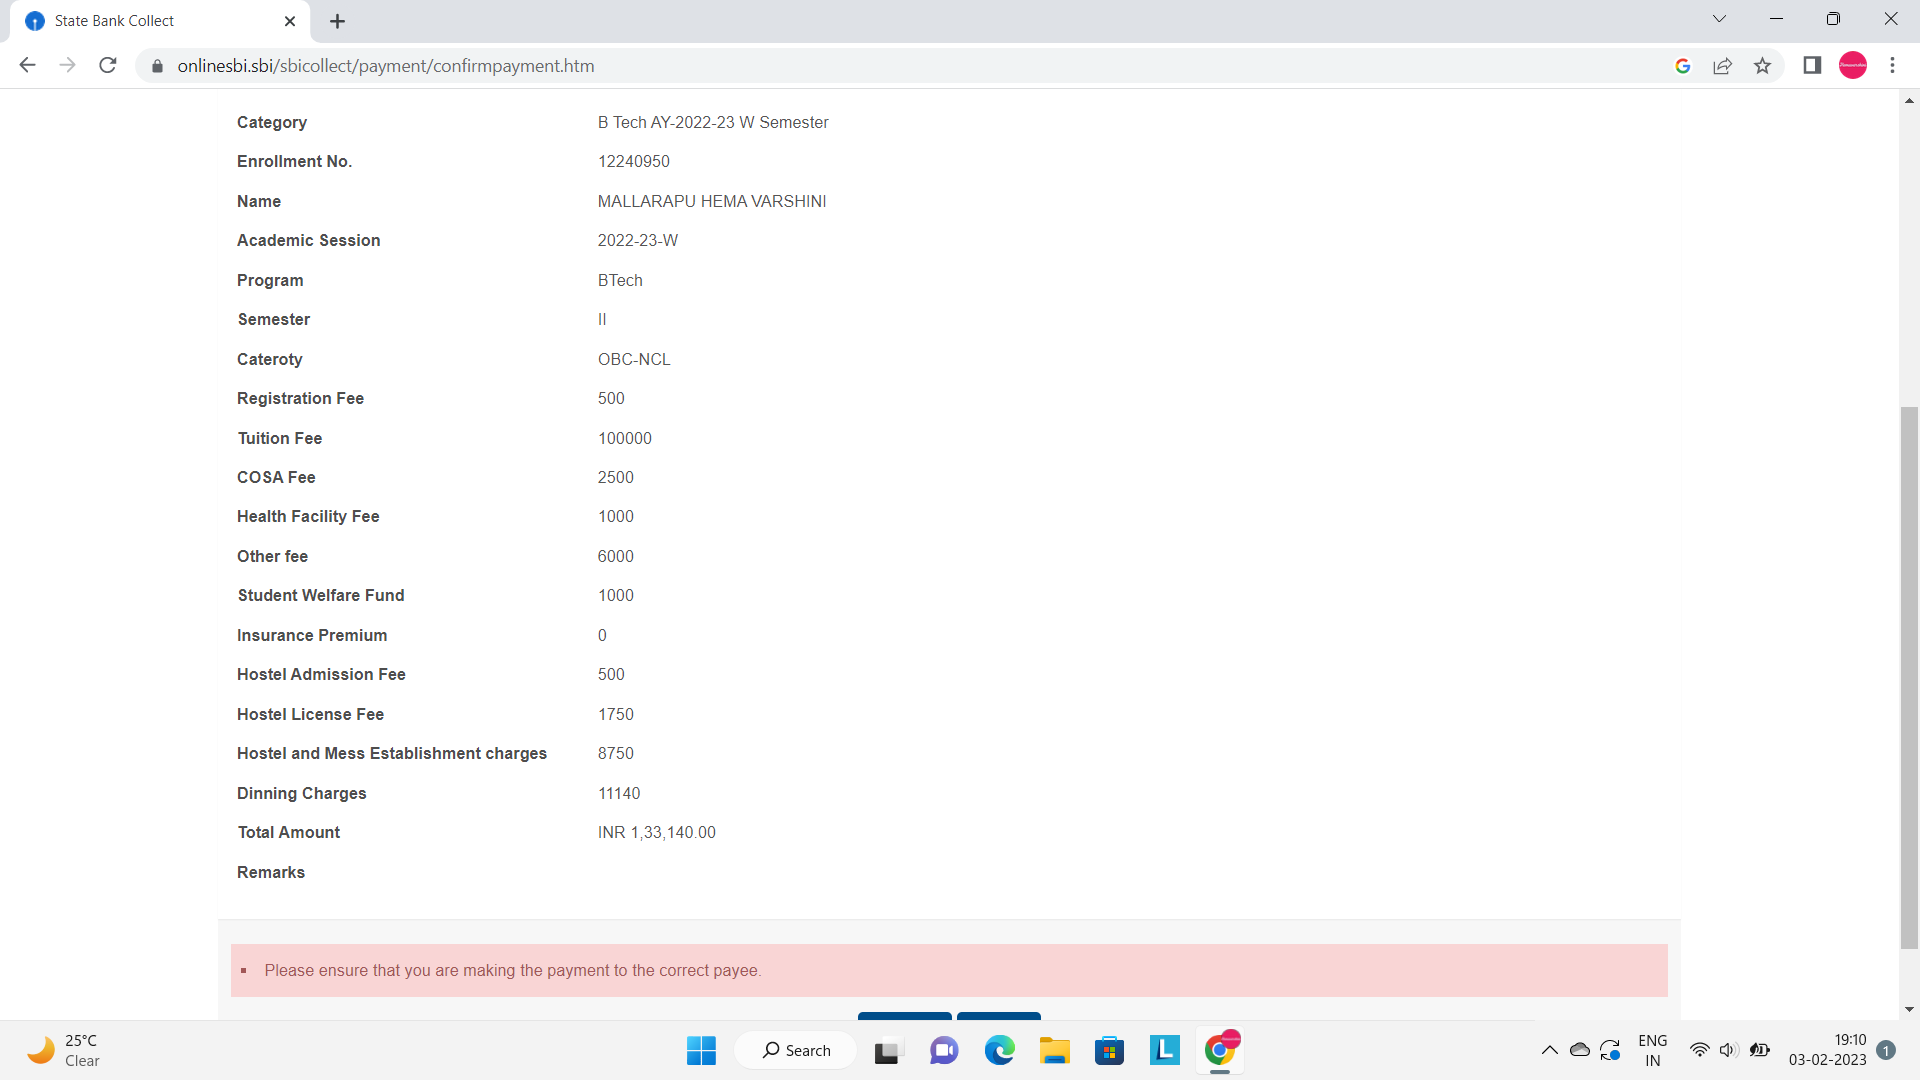 State Bank Collect
onlinesbi.sbi/sbicollect/payment/confirmpayment.htm
Category B Tech AY-2022-23 W Semester
Enrollment No. 12240950
Name MALLARAPU HEMA VARSHINI
Academic Session 2022-23-W
Program BTech
Semester II
Cateroty OBC-NCL
Registration Fee 500
Tuition Fee 100000
COSA Fee 2500
Health Facility Fee 1000
Other fee 6000
Student Welfare Fund 1000
Insurance Premium 0
Hostel Admission Fee 500
Hostel License Fee 1750
Hostel and Mess Establishment charges 8750
Dinning Charges 11140
Total Amount INR 1,33,140.00
Remarks
Please ensure that you are making the payment to the correct payee.
25°C
Clear
Search
ENG
IN
19:10
03-02-2023
1